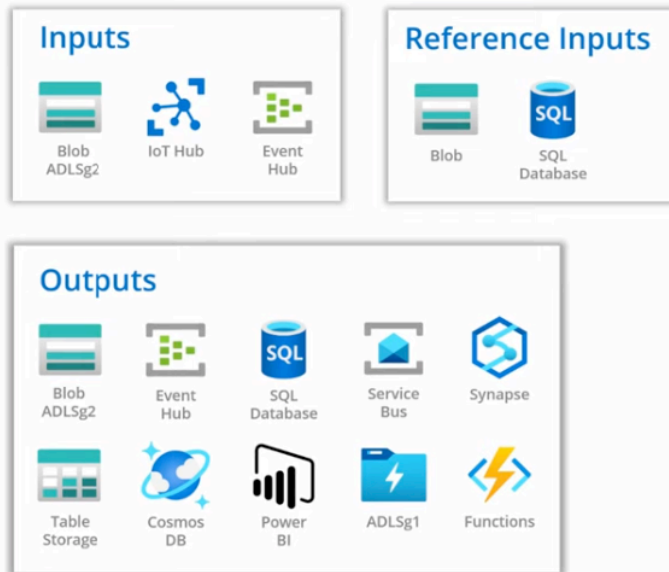 Inputs
Blob
ADLSg2
IoT Hub
Event
Hub
Reference Inputs
Blob
SQL
SQL
Database
Outputs
Blob
ADLSg2
Event
Hub
SQL
SQL
Database
Service
Bus
Synapse
Table
Storage
Cosmos
DB
Power
BI
ADLSg1
Functions